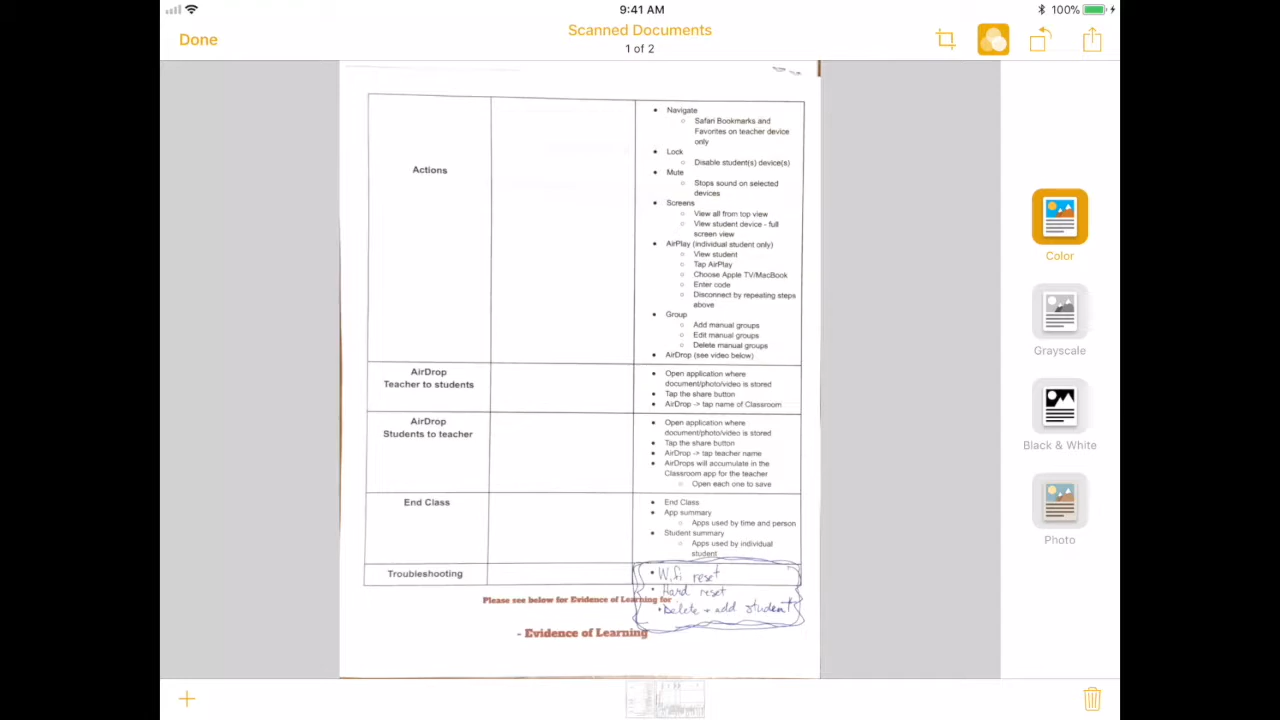 9:41 AM
100%
Done
Scanned Documents
1 of 2
Actions
• Navigate
○ Safari Bookmarks and
Favorites on teacher device
only
• Lock
○ Disable student(s) device(s)
• Mute
○ Stops sound on selected
devices
• Screens
○ View all from top view
○ View student device - full
screen view
• AirPlay (individual student only)
○ View student
○ Tap AirPlay
○ Choose Apple TV/MacBook
○ Enter code
○ Disconnect by repeating steps
above
• Group
○ Add manual groups
○ Edit manual groups
○ Delete manual groups
• AirDrop (see video below)
AirDrop
Teacher to students
• Open application where
document/photo/video is stored
• Tap the share button
• AirDrop -> tap name of Classroom
AirDrop
Students to teacher
• Open application where
document/photo/video is stored
• Tap the share button
• AirDrop -> tap teacher name
• AirDrops will accumulate in the
Classroom app for the teacher
○ Open each one to save
End Class
• End Class
• App summary
○ Apps used by time and person
• Student summary
○ Apps used by individual
student
Troubleshooting
• Wifi reset
• Hard reset
• Delete + add student
Please see below for Evidence of Learning for
- Evidence of Learning
Color
Grayscale
Black & White
Photo